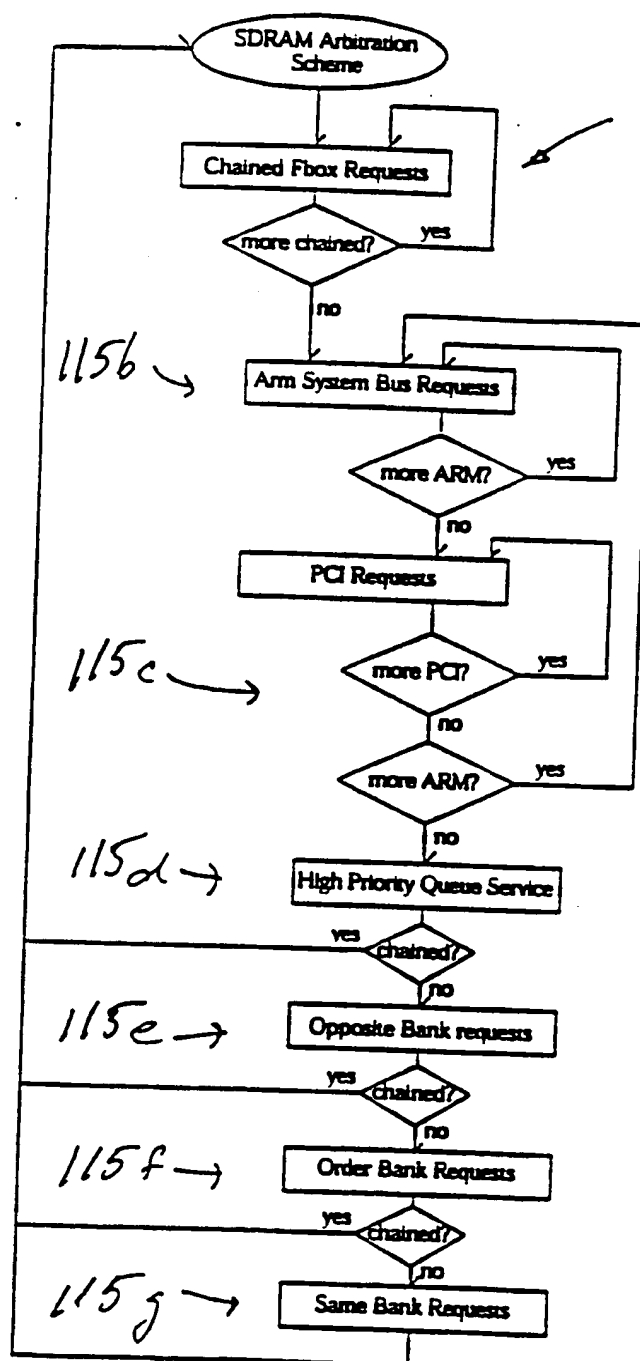 SDRAM Arbitration
Scheme
Chained Fbox Requests
more chained?
yes
no
115b
Arm System Bus Requests
more ARM?
yes
no
PCI Requests
115c
more PCI?
yes
no
more ARM?
yes
no
115d
High Priority Queue Service
yes
chained?
no
115e
Opposite Bank requests
yes
chained?
no
115f
Order Bank Requests
yes
chained?
no
115g
Same Bank Requests